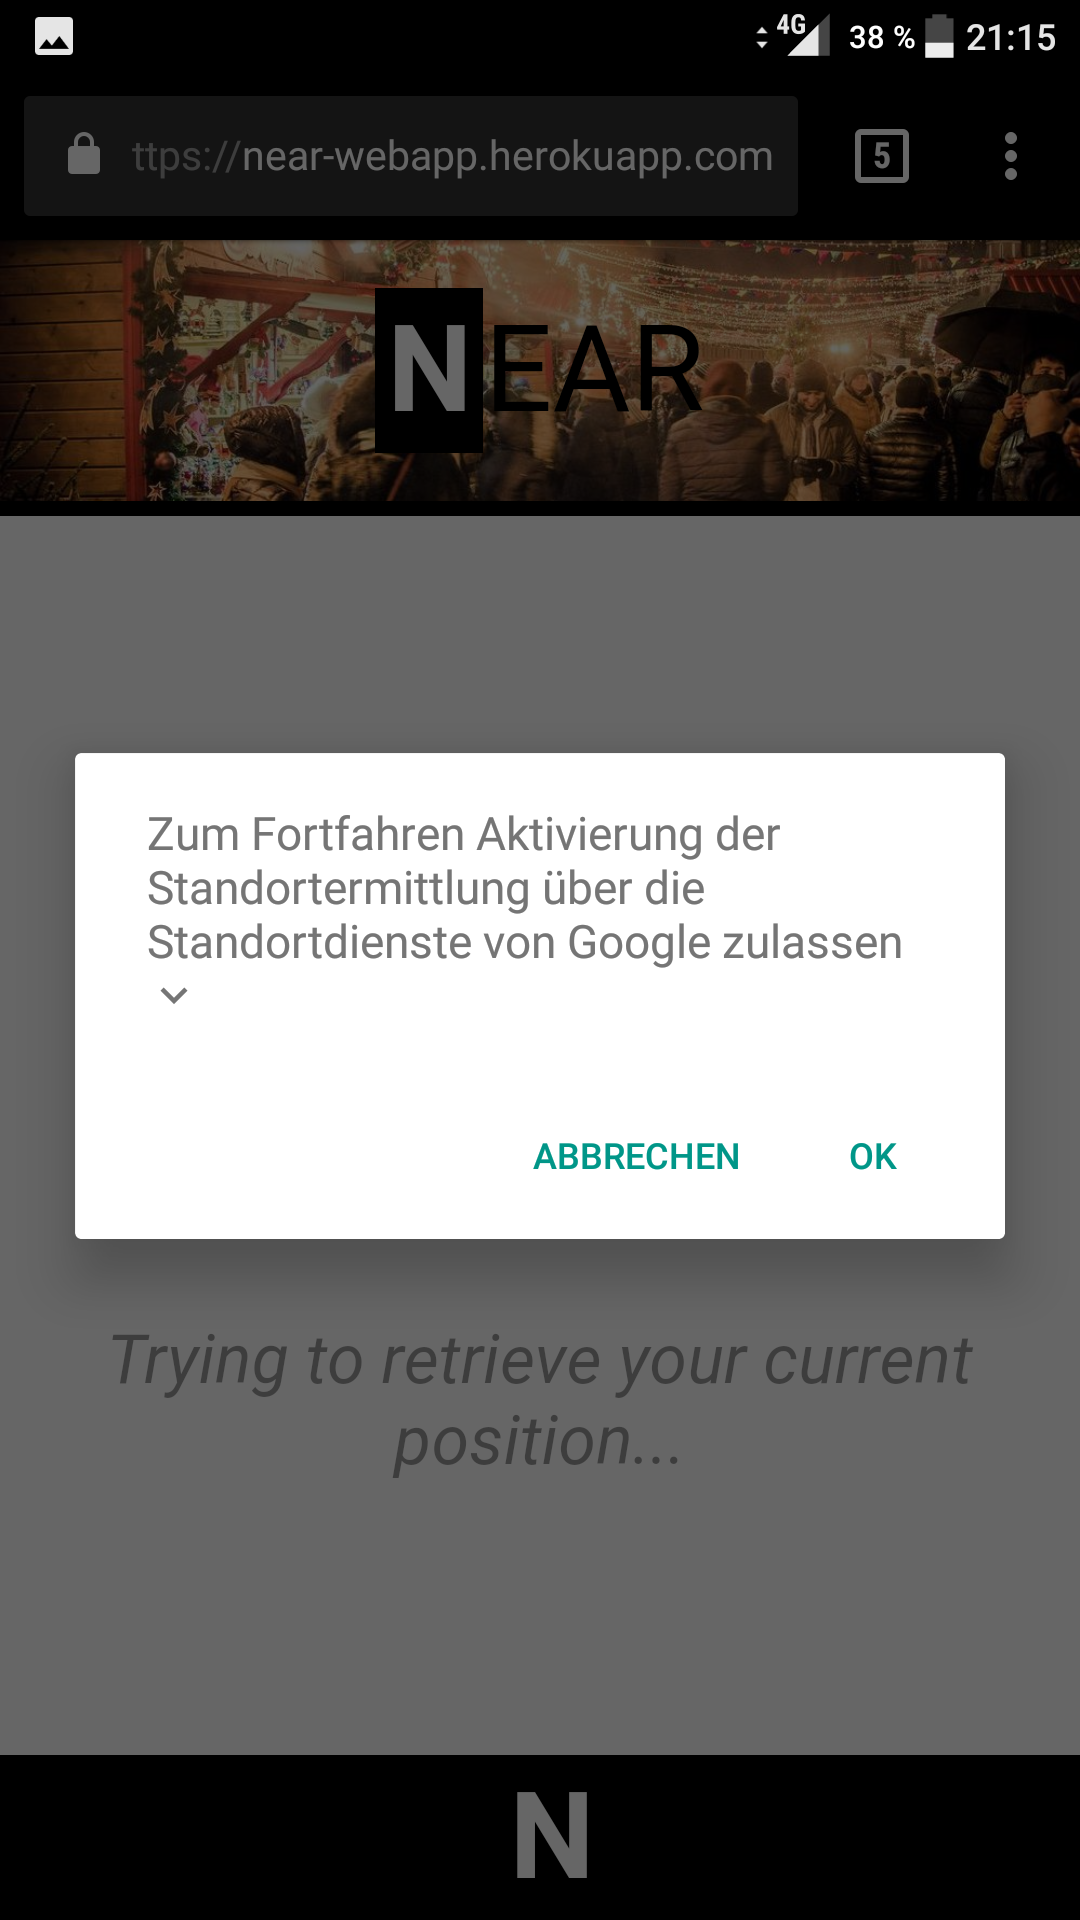 4G 38 % 21:15
ttps://near-webapp.herokuapp.com 5
NEAR
Zum Fortfahren Aktivierung der
Standortermittlung über die
Standortdienste von Google zulassen
ABBRECHEN OK
Trying to retrieve your current
position...
N